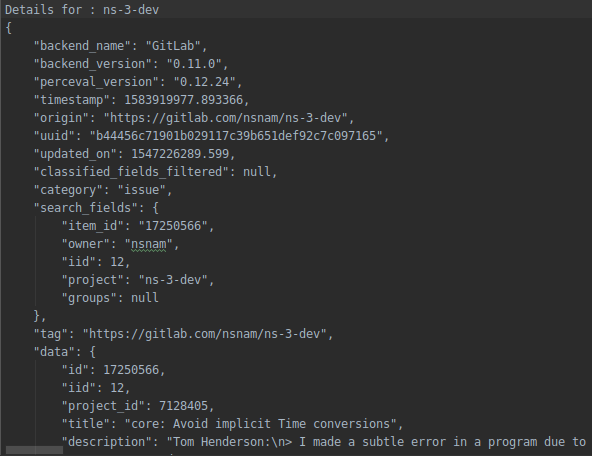 Details for : ns-3-dev
{
    "backend_name": "GitLab",
    "backend_version": "0.11.0",
    "perceval_version": "0.12.24",
    "timestamp": 1583919977.893366,
    "origin": "https://gitlab.com/nsnam/ns-3-dev",
    "uuid": "b44456c71901b029117c39b651def92c7c097165",
    "updated_on": 1547226289.599,
    "classified_fields_filtered": null,
    "category": "issue",
    "search_fields": {
        "item_id": "17250566",
        "owner": "nsnam",
        "iid": 12,
        "project": "ns-3-dev",
        "groups": null
    },
    "tag": "https://gitlab.com/nsnam/ns-3-dev",
    "data": {
        "id": 17250566,
        "iid": 12,
        "project_id": 7128405,
        "title": "core: Avoid implicit Time conversions",
        "description": "Tom Henderson:\n> I made a subtle error in a program due to